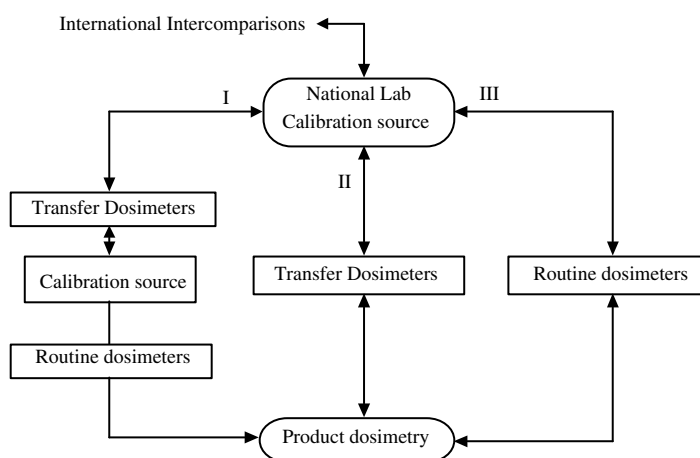 International Intercomparisons
I
National Lab
Calibration source
III
II
Transfer Dosimeters
Calibration source
Routine dosimeters
Transfer Dosimeters
Routine dosimeters
Product dosimetry